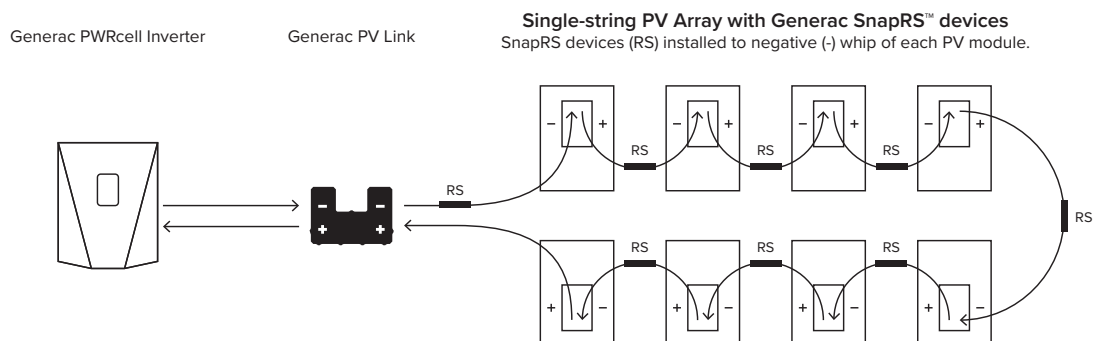 Single-string PV Array with Generac SnapRS™ devices
Generac PWRcell Inverter
Generac PV Link
SnapRS devices (RS) installed to negative (-) whip of each PV module.
− + − + − + − +
RS RS RS
RS
− −
+ +
RS
RS RS RS
+ − + − + − + −